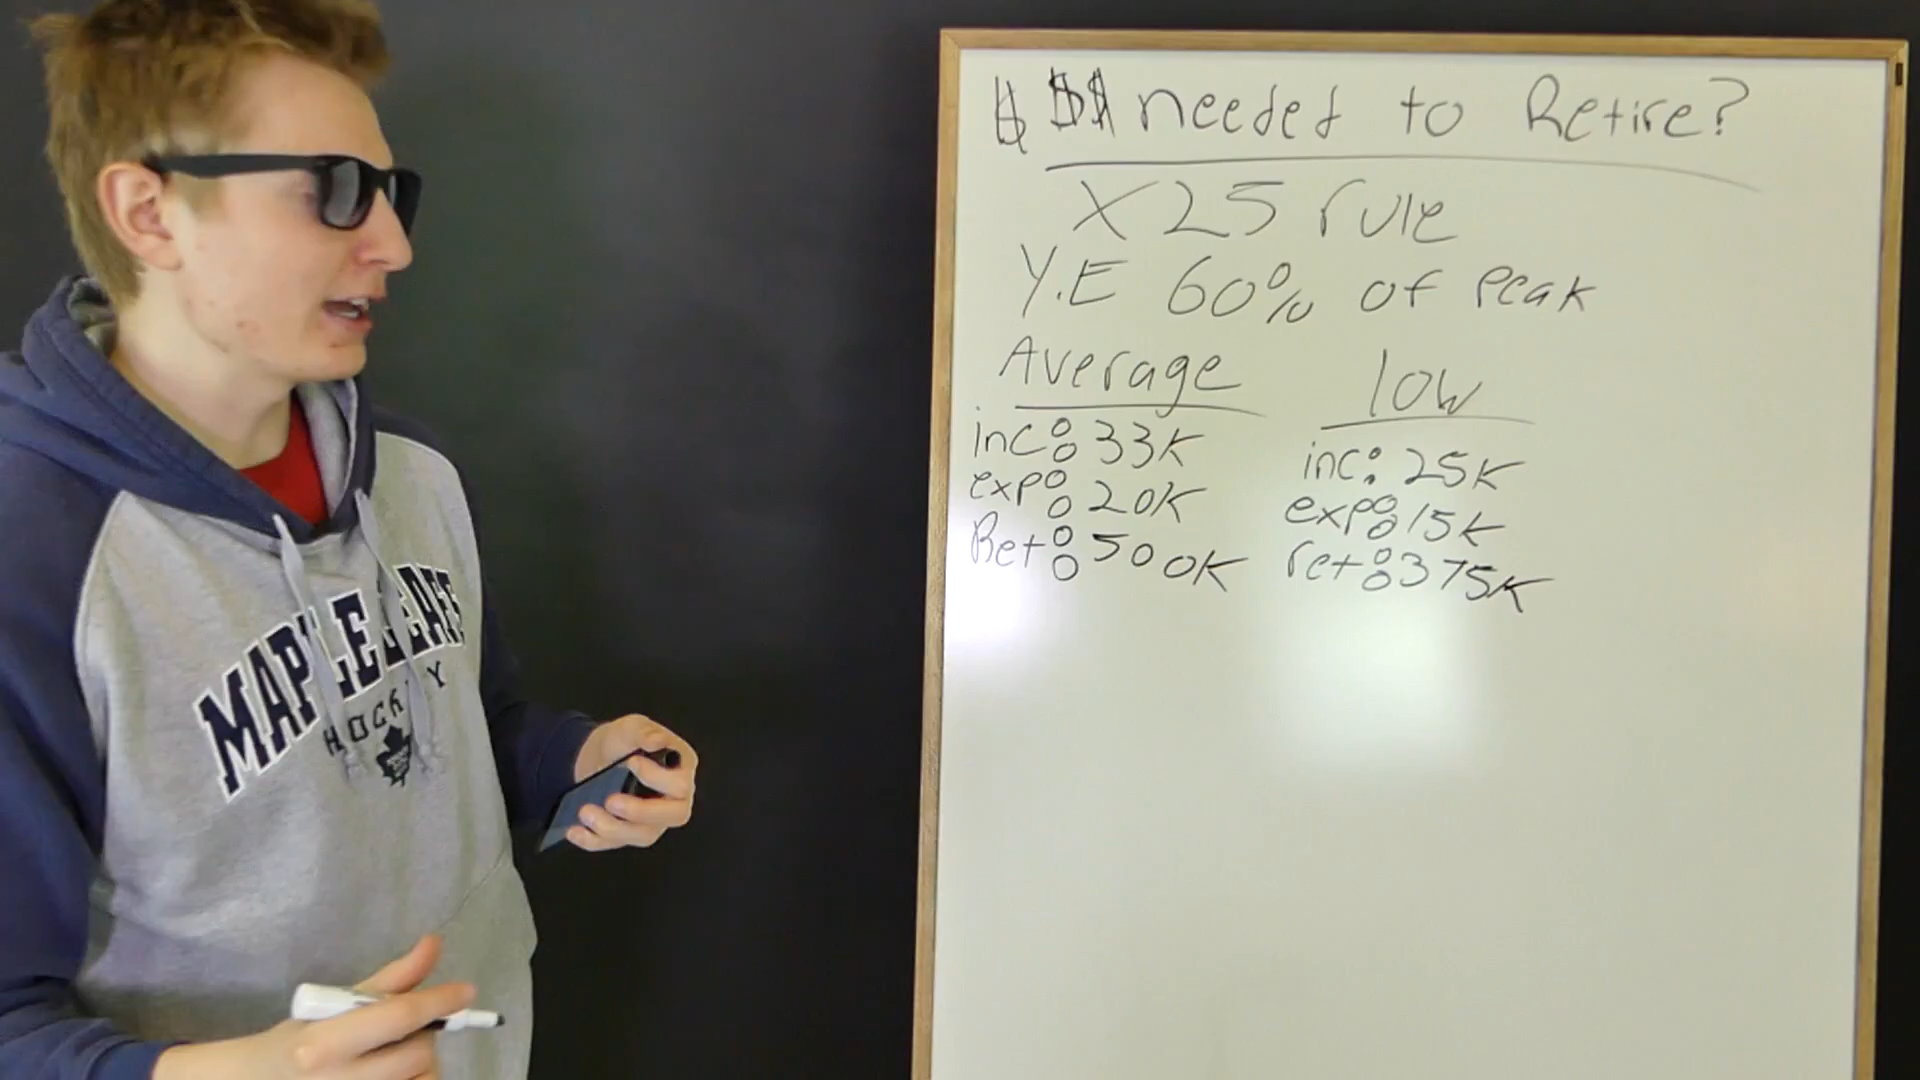 $ $$ needed to Retire?
X 25 rule
Y.E 60% of Peak
Average
inc: 33K
exp: 20K
Ret: 500K
low
inc: 25K
exp: 15K
ret: 375K
MAPLE LEAFS
HOCKEY